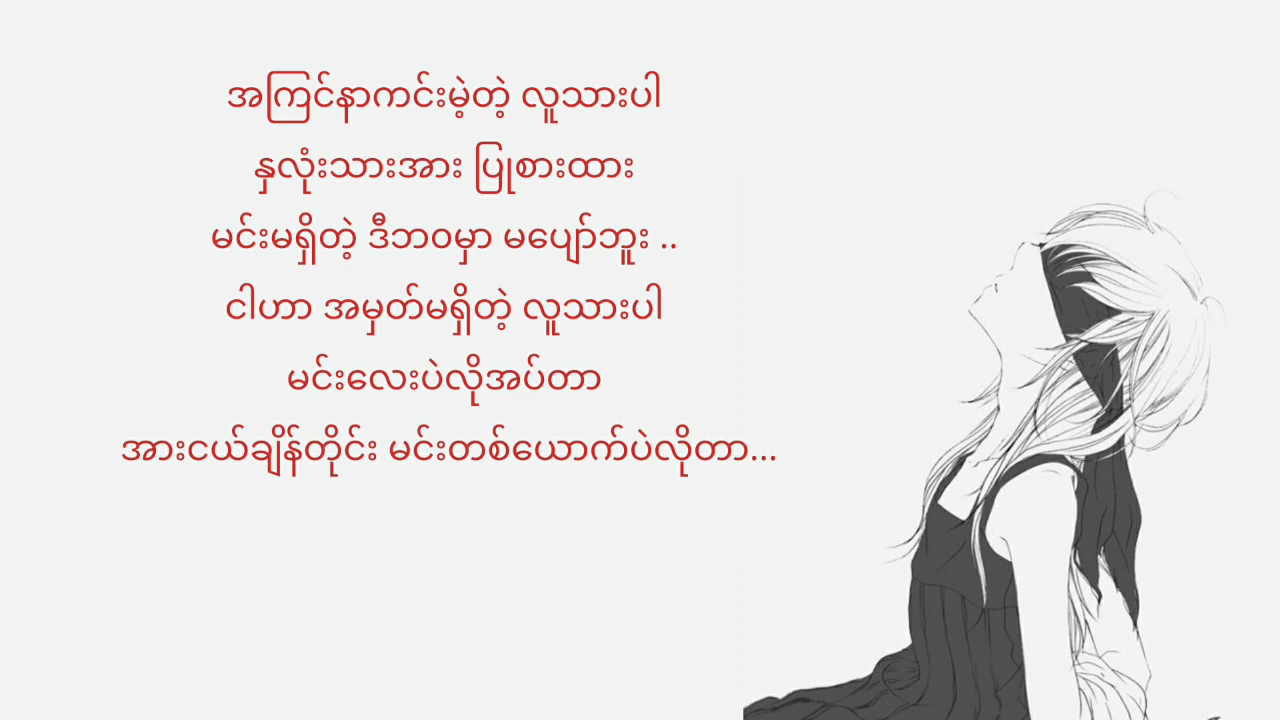 အကြင်နာကင်းမဲ့တဲ့ လူသားပါ
နှလုံးသားအား ပြုစားထား
မင်းမရှိတဲ့ ဒီဘဝမှာ မပျော်ဘူး ..
ငါဟာ အမှတ်မရှိတဲ့ လူသားပါ
မင်းလေးပဲလိုအပ်တာ
အားငယ်ချိန်တိုင်း မင်းတစ်ယောက်ပဲလိုတာ...